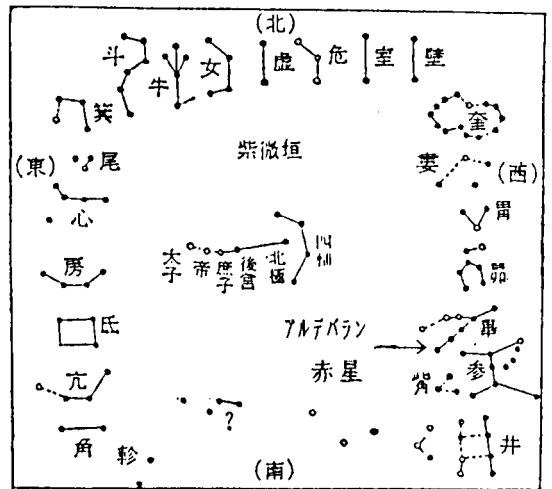 (北)
斗
牛
女
虚
危
室
壁
箕
奎
紫微垣
(東)
尾
婁
(西)
心
胃
太子
帝
庶子
後宮
北極
四輔
房
昴
氐
アルデバラン
赤星
畢
觜
参
亢
?
角
軫
井
(南)